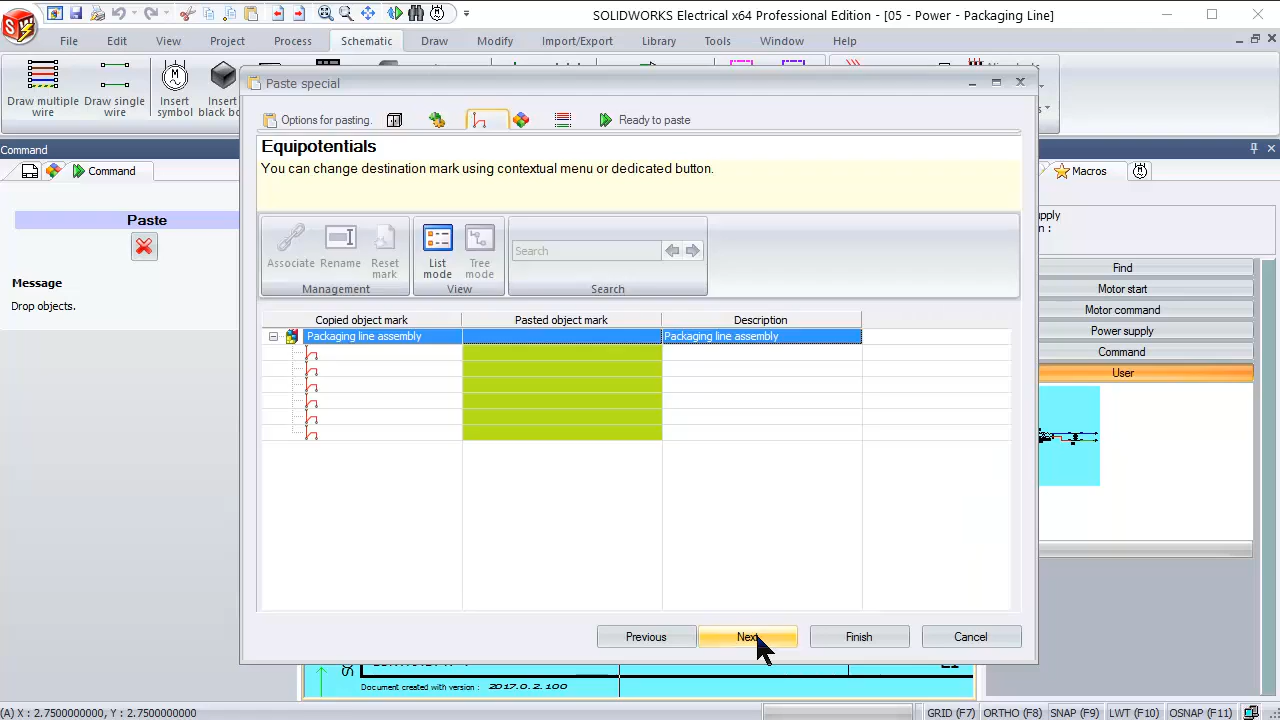 SOLIDWORKS Electrical x64 Professional Edition - [03 - Power - Packaging Line]
File Edit View Project Process Schematic Draw Modify Import/Export Library Tools Window Help
Draw multiple wire
Draw single wire
Insert symbol
Insert
Command
Command
Paste
Message
Drop objects.
Paste special
Options for pasting.
Ready to paste
Equipotentials
You can change destination mark using contextual menu or dedicated button.
Associate Rename Reset mark
List mode
Tree mode
Search
Management View Search
Copied object mark Pasted object mark Description
Packaging line assembly Packaging line assembly
Previous Next Finish Cancel
Macros
Find
Motor start
Motor command
Power supply
Command
User
Document created with version : 2017.0.2.100
(A) X : 2.7500000000, Y : 2.7500000000
GRID (F7) ORTHO (F8) SNAP (F9) LWT (F10) OSNAP (F11)